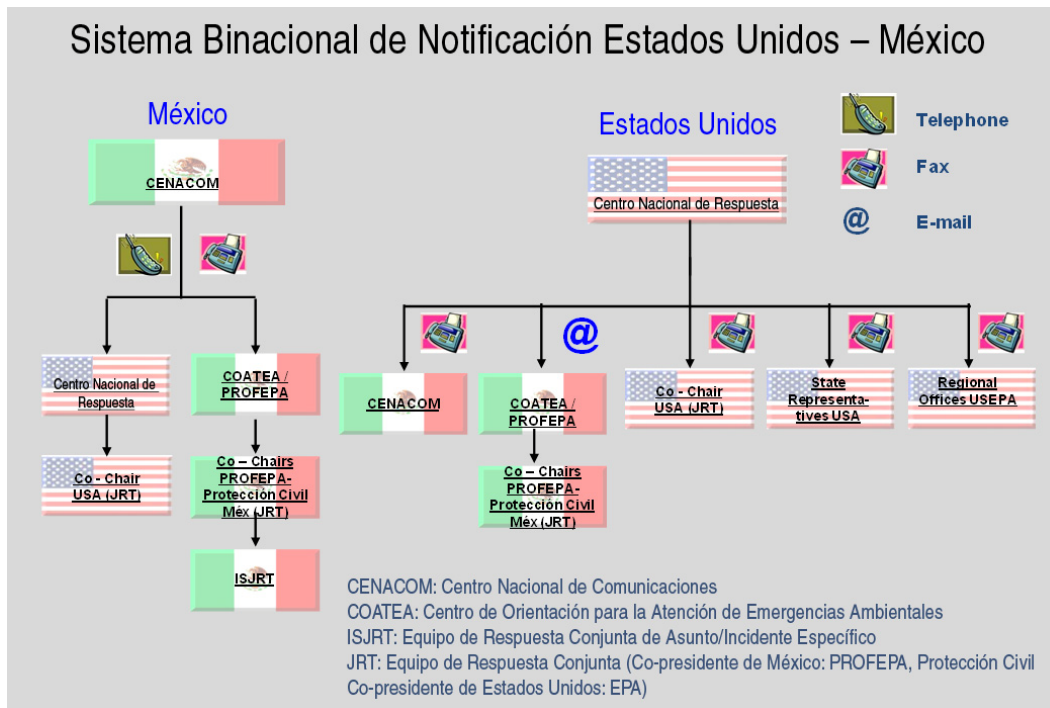 Sistema Binacional de Notificación Estados Unidos – México
México
CENACOM
Centro Nacional de
Respuesta
Co - Chair
USA (JRT)
COATEA /
PROFEPA
Co – Chairs
PROFEPA-
Protección Civil
Méx (JRT)
ISJRT
Estados Unidos
Centro Nacional de Respuesta
@
CENACOM
COATEA /
PROFEPA
Co – Chairs
PROFEPA-
Protección Civil
Méx (JRT)
Co - Chair
USA (JRT)
State
Representa-
tives USA
Regional
Offices USEPA
Telephone
Fax
@ E-mail
CENACOM: Centro Nacional de Comunicaciones
COATEA: Centro de Orientación para la Atención de Emergencias Ambientales
ISJRT: Equipo de Respuesta Conjunta de Asunto/Incidente Específico
JRT: Equipo de Respuesta Conjunta (Co-presidente de México: PROFEPA, Protección Civil
Co-presidente de Estados Unidos: EPA)